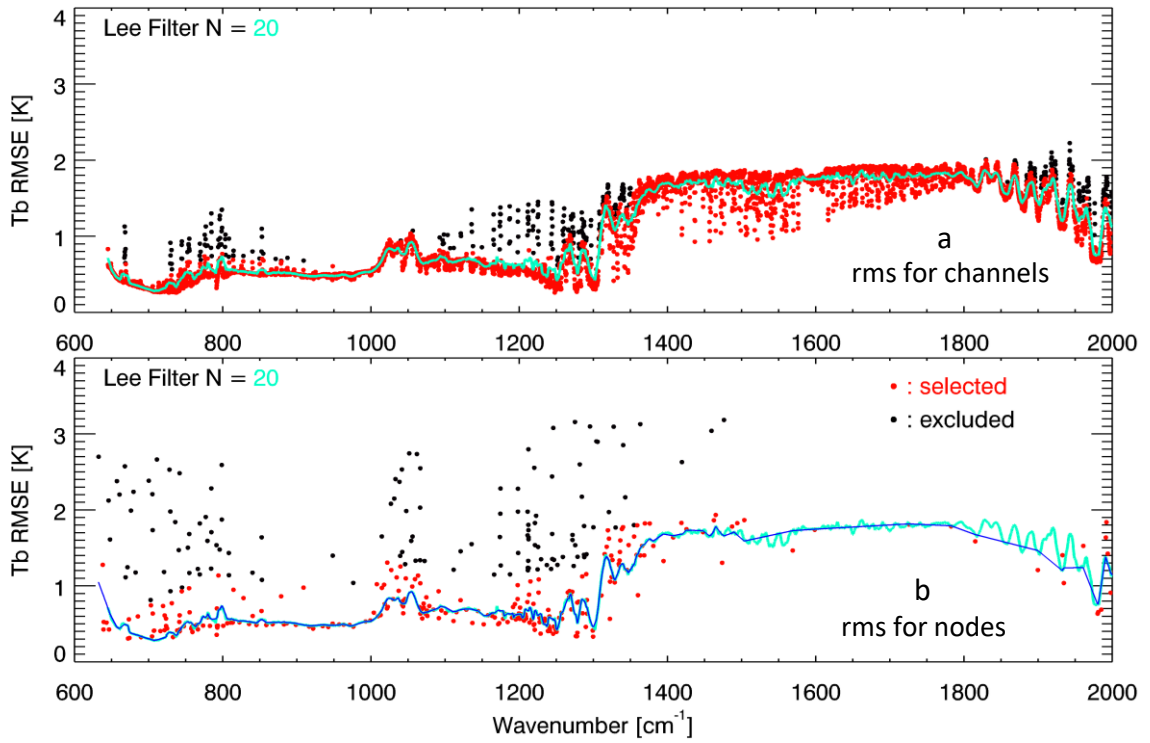 4
Lee Filter N = 20
3
2
1
0
Tb RMSE [K]
a
rms for channels
600 800 1000 1200 1400 1600 1800 2000
4
Lee Filter N = 20
: selected
: excluded
3
2
1
0
Tb RMSE [K]
b
rms for nodes
600 800 1000 1200 1400 1600 1800 2000
Wavenumber [cm⁻¹]